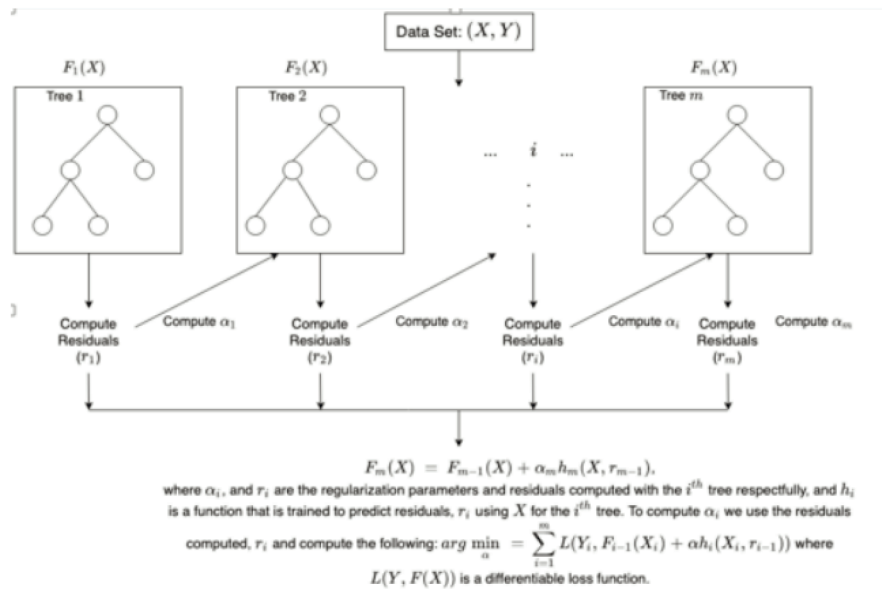 Data Set: (X, Y)
F₁(X) F₂(X) Fₘ(X)
Tree 1 Tree 2 Tree m
... i ...
Compute Residuals (r₁)
Compute α₁
Compute Residuals (r₂)
Compute α₂
Compute Residuals (rᵢ)
Compute αᵢ
Compute Residuals (rₘ)
Compute αₘ
Fₘ(X) = Fₘ₋₁(X) + αₘhₘ(X, rₘ₋₁),
where αᵢ, and rᵢ are the regularization parameters and residuals computed with the iᵗʰ tree respectfully, and hᵢ
is a function that is trained to predict residuals, rᵢ using X for the iᵗʰ tree. To compute αᵢ we use the residuals
computed, rᵢ and compute the following: arg min_α = ∑_{i=1}^{m} L(Yᵢ, Fᵢ₋₁(Xᵢ) + αhᵢ(Xᵢ, rᵢ₋₁)) where
L(Y, F(X)) is a differentiable loss function.